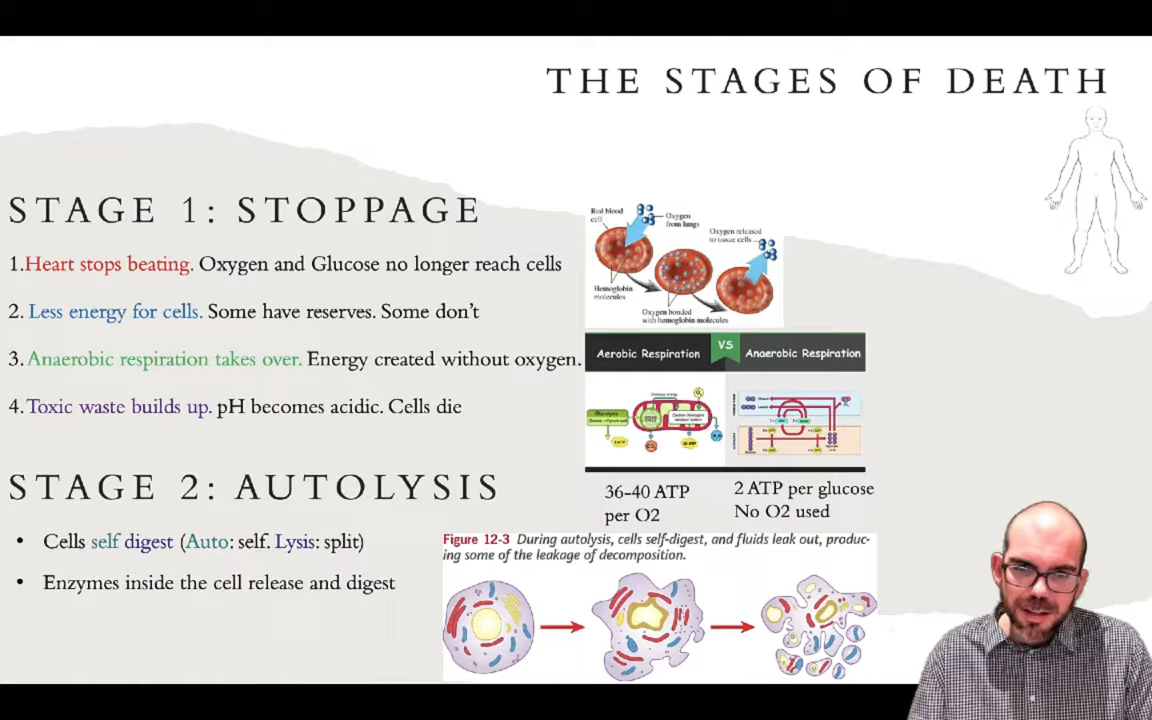 THE STAGES OF DEATH
STAGE 1: STOPPAGE
1.Heart stops beating. Oxygen and Glucose no longer reach cells
2. Less energy for cells. Some have reserves. Some don't
3. Anaerobic respiration takes over. Energy created without oxygen.
4. Toxic waste builds up. pH becomes acidic. Cells die
Red blood
cell
Oxygen
from lungs
Oxygen released
to tissue cells
Hemoglobin
molecules
Oxygen bonded
with hemoglobin molecules
Aerobic Respiration
VS
Anaerobic Respiration
Glycolysis
36-40 ATP
per O2
2 ATP per glucose
No O2 used
STAGE 2: AUTOLYSIS
• Cells self digest (Auto: self. Lysis: split)
• Enzymes inside the cell release and digest
Figure 12-3 During autolysis, cells self-digest, and fluids leak out, produc-
ing some of the leakage of decomposition.